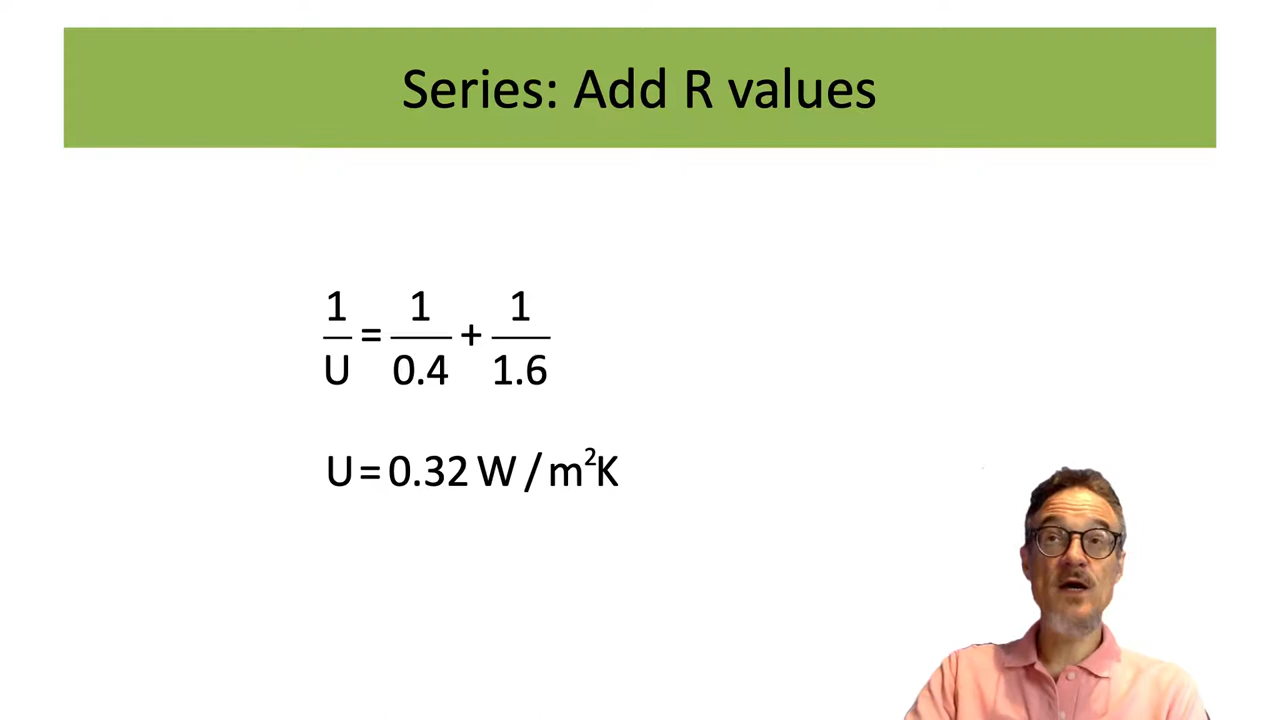 Series: Add R values
1/U = 1/0.4 + 1/1.6
U = 0.32 W / m²K